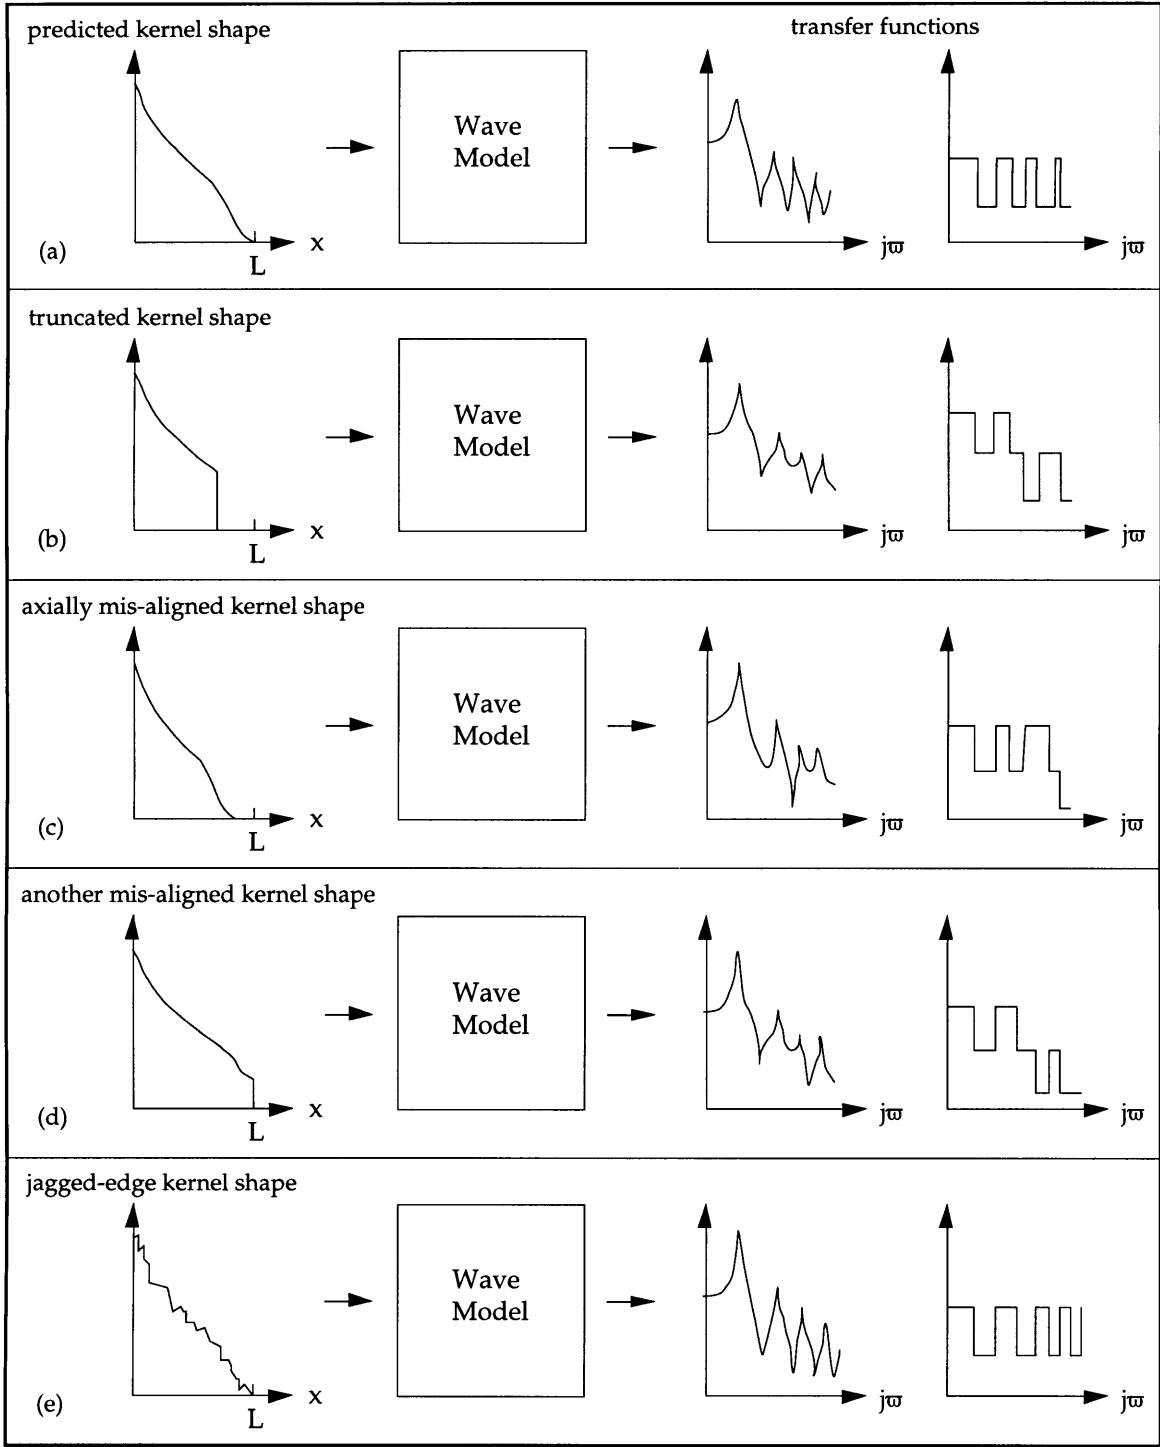 predicted kernel shape
transfer functions
Wave
Model
(a)
L
x
jϖ
jϖ
truncated kernel shape
Wave
Model
(b)
L
x
jϖ
jϖ
axially mis-aligned kernel shape
Wave
Model
(c)
L
x
jϖ
jϖ
another mis-aligned kernel shape
Wave
Model
(d)
L
x
jϖ
jϖ
jagged-edge kernel shape
Wave
Model
(e)
L
x
jϖ
jϖ